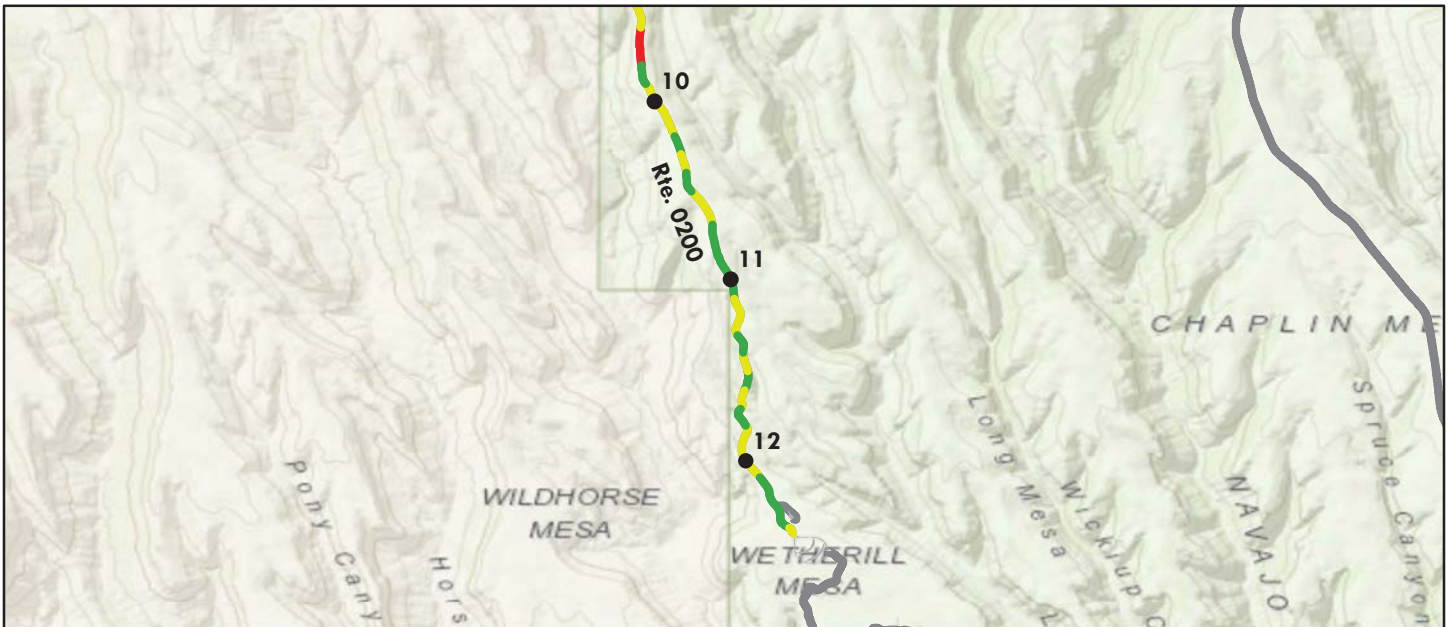 10
Rte. 0200
11
CHAPLIN ME
12
Long Mesa
Spruce Canyon
Pony Cany
WILDHORSE
MESA
Wickiup C
NAVAJO
Hors
WETHERILL
MESA
L